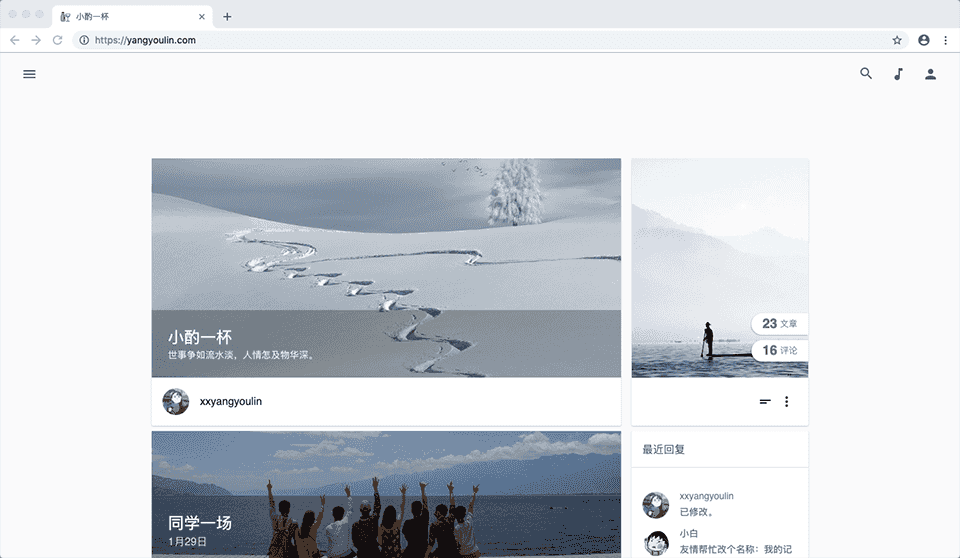 小酌一杯
https://yangyoulin.com
小酌一杯
世事争如流水淡，人情怎及物华深。
xxyangyoulin
23 文章
16 评论
同学一场
1月29日
最近回复
xxyangyoulin
已修改。
小白
友情帮忙改个名称：我的记